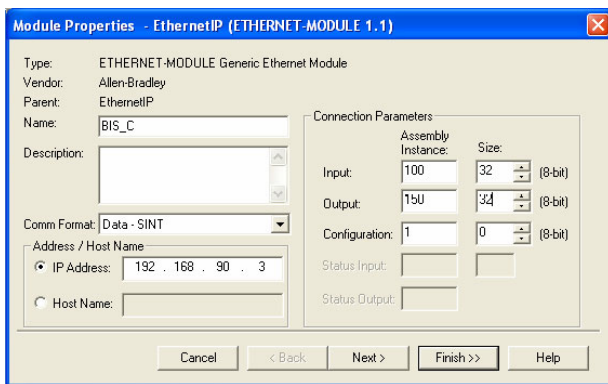 Module Properties - EthernetIP (ETHERNET-MODULE 1.1)
Type: ETHERNET-MODULE Generic Ethernet Module
Vendor: Allen-Bradley
Parent: EthernetIP
Name: BIS_C
Description:
Comm Format: Data - SINT
Address / Host Name
IP Address: 192 . 168 . 90 . 3
Host Name:
Connection Parameters
Assembly Instance: Size:
Input: 100 32 (8-bit)
Output: 150 32 (8-bit)
Configuration: 1 0 (8-bit)
Status Input:
Status Output:
Cancel < Back Next > Finish >> Help